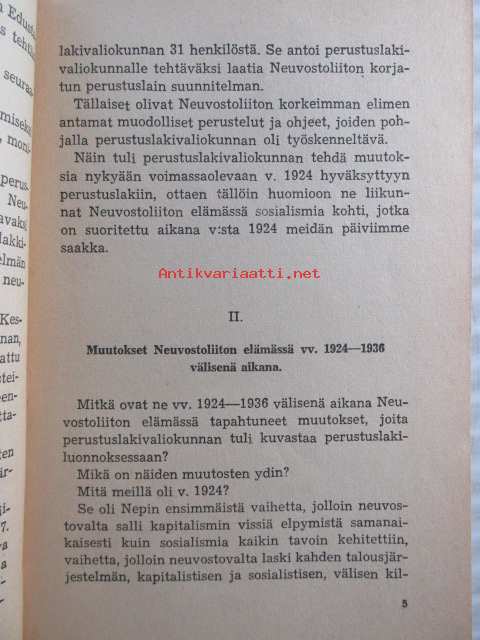 lakivaliokunnan 31 henkilöstä. Se antoi perustuslaki-
valiokunnalle tehtäväksi laatia Neuvostoliiton korja-
tun perustuslain suunnitelman.
Tällaiset olivat Neuvostoliiton korkeimman elimen
antamat muodolliset perustelut ja ohjeet, joiden poh-
jalla perustuslakivaliokunnan oli työskenneltävä.
Näin tuli perustuslakivaliokunnan tehdä muutok-
sia nykyään voimassaolevaan v. 1924 hyväksyttyyn
perustuslakiin, ottaen tällöin huomioon ne liikun-
nat Neuvostoliiton elämässä sosialismia kohti, jotka
on suoritettu aikana v:sta 1924 meidän päiviimme
saakka.
Antikvariaatti.net
II.
Muutokset Neuvostoliiton elämässä vv. 1924—1936
välisenä aikana.
Mitkä ovat ne vv. 1924—1936 välisenä aikana Neu-
vostoliiton elämässä tapahtuneet muutokset, joita
perustuslakivaliokunnan tuli kuvastaa perustuslaki-
luonnoksessaan?
Mikä on näiden muutosten ydin?
Mitä meillä oli v. 1924?
Se oli Nepin ensimmäistä vaihetta, jolloin neuvos-
tovalta salli kapitalismin vissiä elpymistä samanai-
kaisesti kuin sosialismia kaikin tavoin kehitettiin,
vaihetta, jolloin neuvostovalta laski kahden talousjär-
jestelmän, kapitalistisen ja sosialistisen, välisen kil-
5